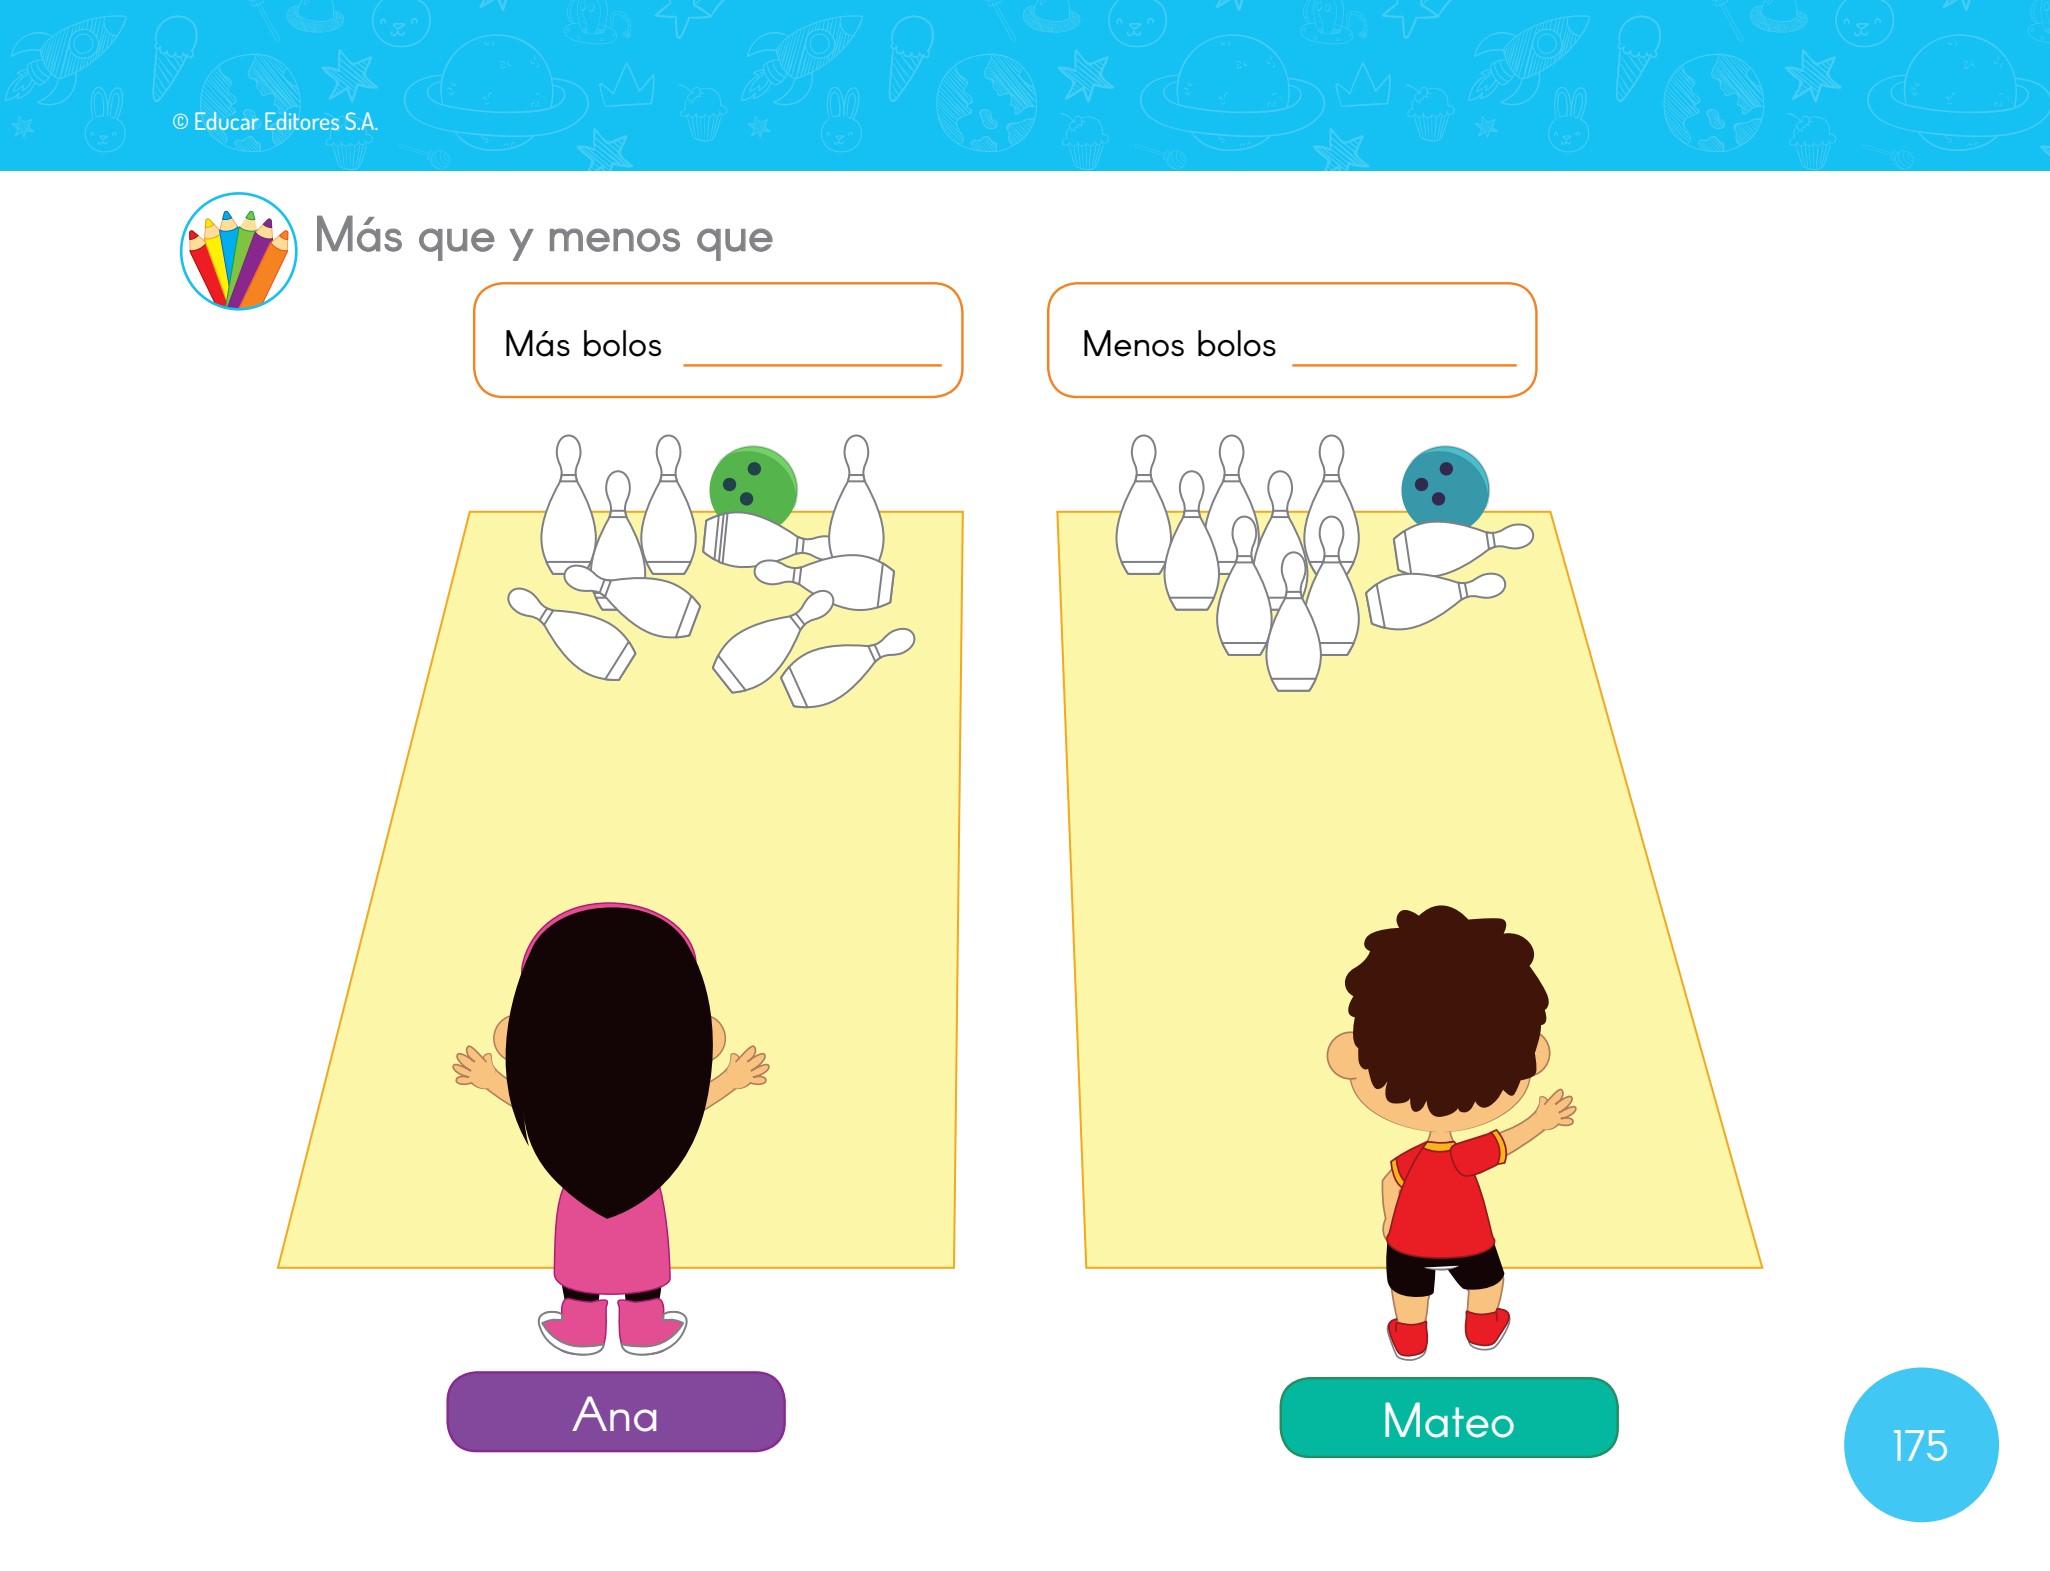 © Educar Editores S.A.
Más que y menos que
Más bolos
Menos bolos
Ana
Mateo
175